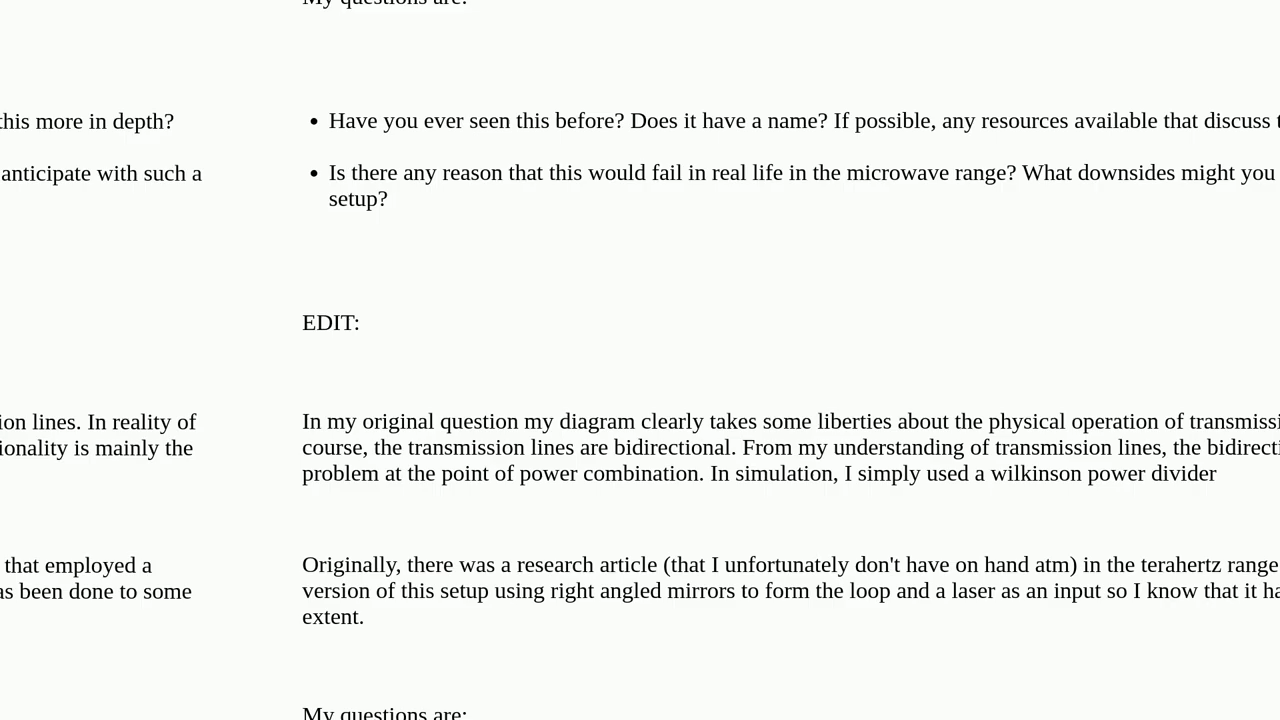 this more in depth?
anticipate with such a
ion lines. In reality of
ionality is mainly the
that employed a
as been done to some
My questions are:
• Have you ever seen this before? Does it have a name? If possible, any resources available that discuss t
• Is there any reason that this would fail in real life in the microwave range? What downsides might you
setup?
EDIT:
In my original question my diagram clearly takes some liberties about the physical operation of transmissi
course, the transmission lines are bidirectional. From my understanding of transmission lines, the bidirecti
problem at the point of power combination. In simulation, I simply used a wilkinson power divider
Originally, there was a research article (that I unfortunately don't have on hand atm) in the terahertz range
version of this setup using right angled mirrors to form the loop and a laser as an input so I know that it ha
extent.
My questions are: